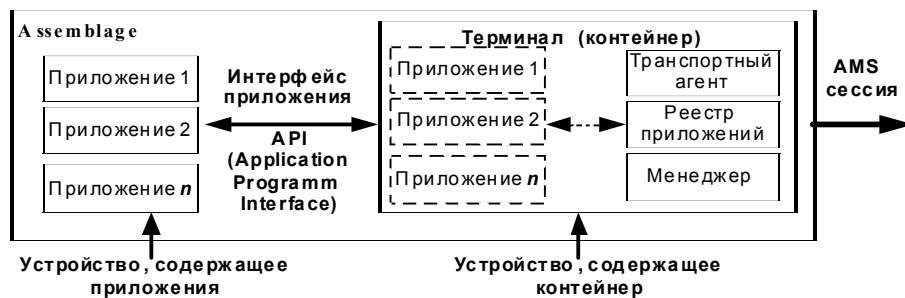 Assemblage
Приложение 1
Приложение 2
Приложение n
Интерфейс
приложения
API
(Application
Programm
Interface)
Терминал (контейнер)
Приложение 1
Приложение 2
Приложение n
Транспортный
агент
Реестр
приложений
Менеджер
AMS
сессия
Устройство, содержащее
приложения
Устройство, содержащее
контейнер